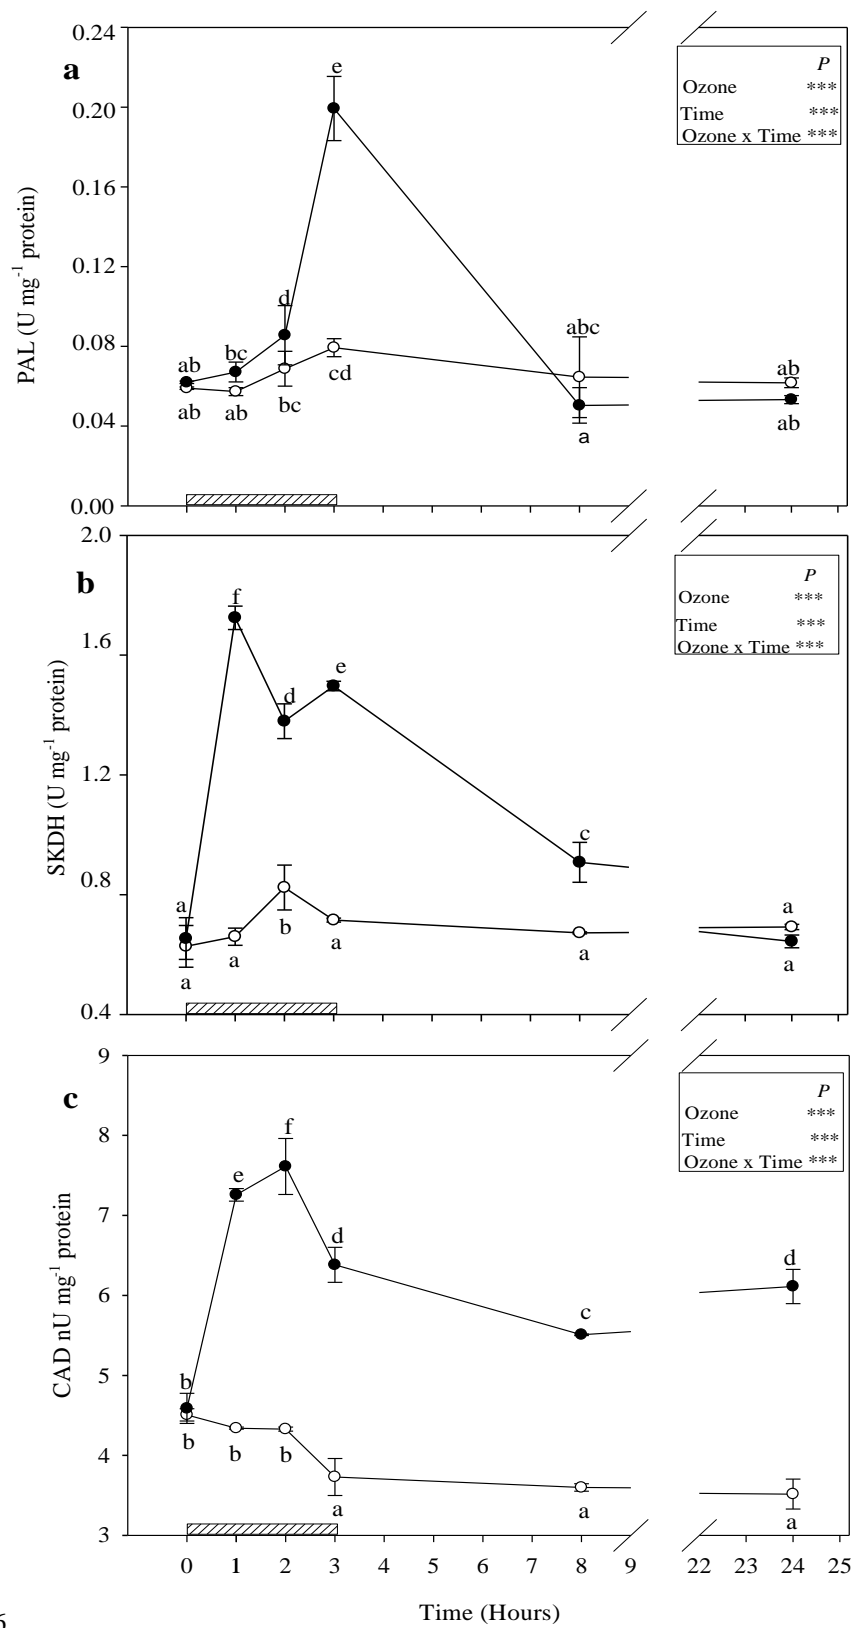 0.24
a
e
P
Ozone ***
0.20
Time ***
Ozone x Time ***
0.16
PAL (U mg-1 protein)
0.12
d
abc
0.08
ab bc ab
cd
ab ab bc
0.04
a ab
0.00
2.0
b
P
f
Ozone ***
1.6
Time ***
e
Ozone x Time ***
d
SKDH (U mg-1 protein)
1.2
c
0.8
a a
b
a a a a
a
0.4
9
c
P
Ozone ***
8
f
Time ***
e
Ozone x Time ***
7
d
d
CAD nU mg-1 protein
6
c
5
b
b b b
4
a a a
3
0 1 2 3 4 5 6 7 8 9 22 23 24 25
Time (Hours)